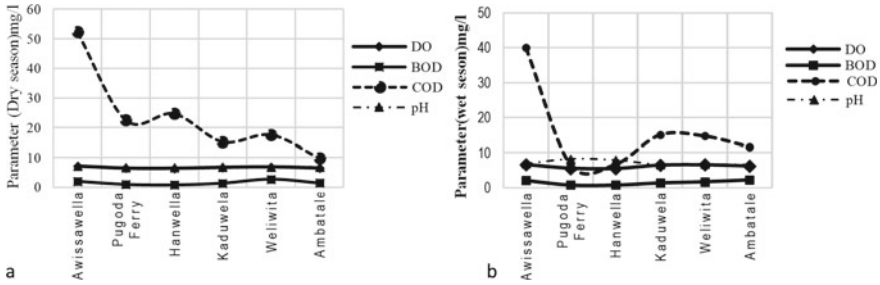 Parameter (Dry season)mg/l
60
50
40
30
20
10
0
Awissawella
Pugoda
Ferry
Hanwella
Kaduwela
Weliwita
Ambatale
DO
BOD
COD
pH
a
Parameter(wet seson)mg/l
50
40
30
20
10
0
Awissawella
Pugoda
Ferry
Hanwella
Kaduwela
Weliwita
Ambatale
DO
BOD
COD
pH
b